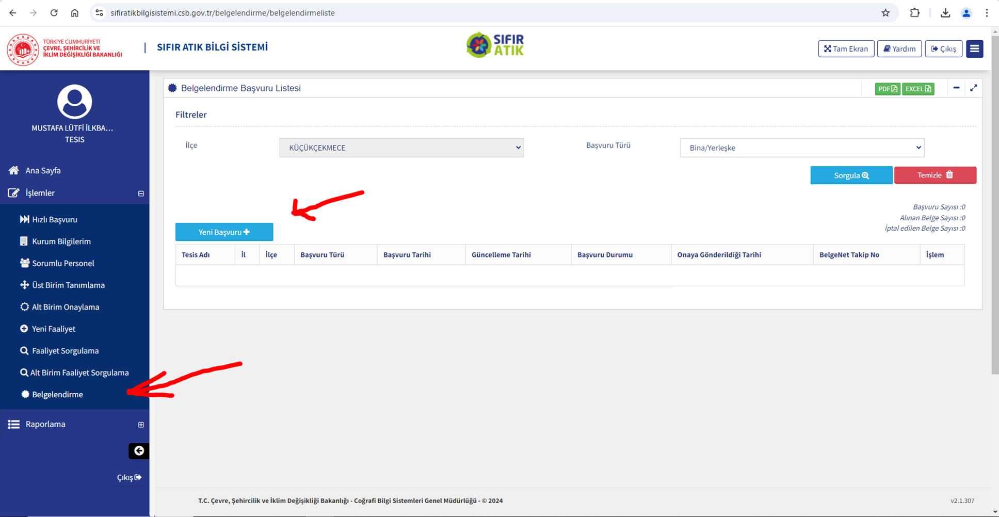 sifiratikbilgisistemi.csb.gov.tr/belgelendirme/belgelendirmeliste
TÜRKİYE CUMHURİYETİ
ÇEVRE, ŞEHİRCİLİK VE
İKLİM DEĞİŞİKLİĞİ BAKANLIĞI
| SIFIR ATIK BİLGİ SİSTEMİ
SIFIR
ATIK
Tam Ekran
Yardım
Çıkış
MUSTAFA LÜTFİ İLKBA...
TESIS
Ana Sayfa
İşlemler
Hızlı Başvuru
Kurum Bilgilerim
Sorumlu Personel
Üst Birim Tanımlama
Alt Birim Onaylama
Yeni Faaliyet
Faaliyet Sorgulama
Alt Birim Faaliyet Sorgulama
Belgelendirme
Raporlama
Çıkış
Belgelendirme Başvuru Listesi
PDF
EXCEL
Filtreler
İlçe
KÜÇÜKÇEKMECE
Başvuru Türü
Bina/Yerleşke
Sorgula
Temizle
Başvuru Sayısı :0
Alınan Belge Sayısı :0
İptal edilen Belge Sayısı :0
Yeni Başvuru
Tesis Adı İl İlçe Başvuru Türü Başvuru Tarihi Güncelleme Tarihi Başvuru Durumu Onaya Gönderildiği Tarihi BelgeNet Takip No İşlem
T.C. Çevre, Şehircilik ve İklim Değişikliği Bakanlığı - Coğrafi Bilgi Sistemleri Genel Müdürlüğü - © 2024
v2.1.307